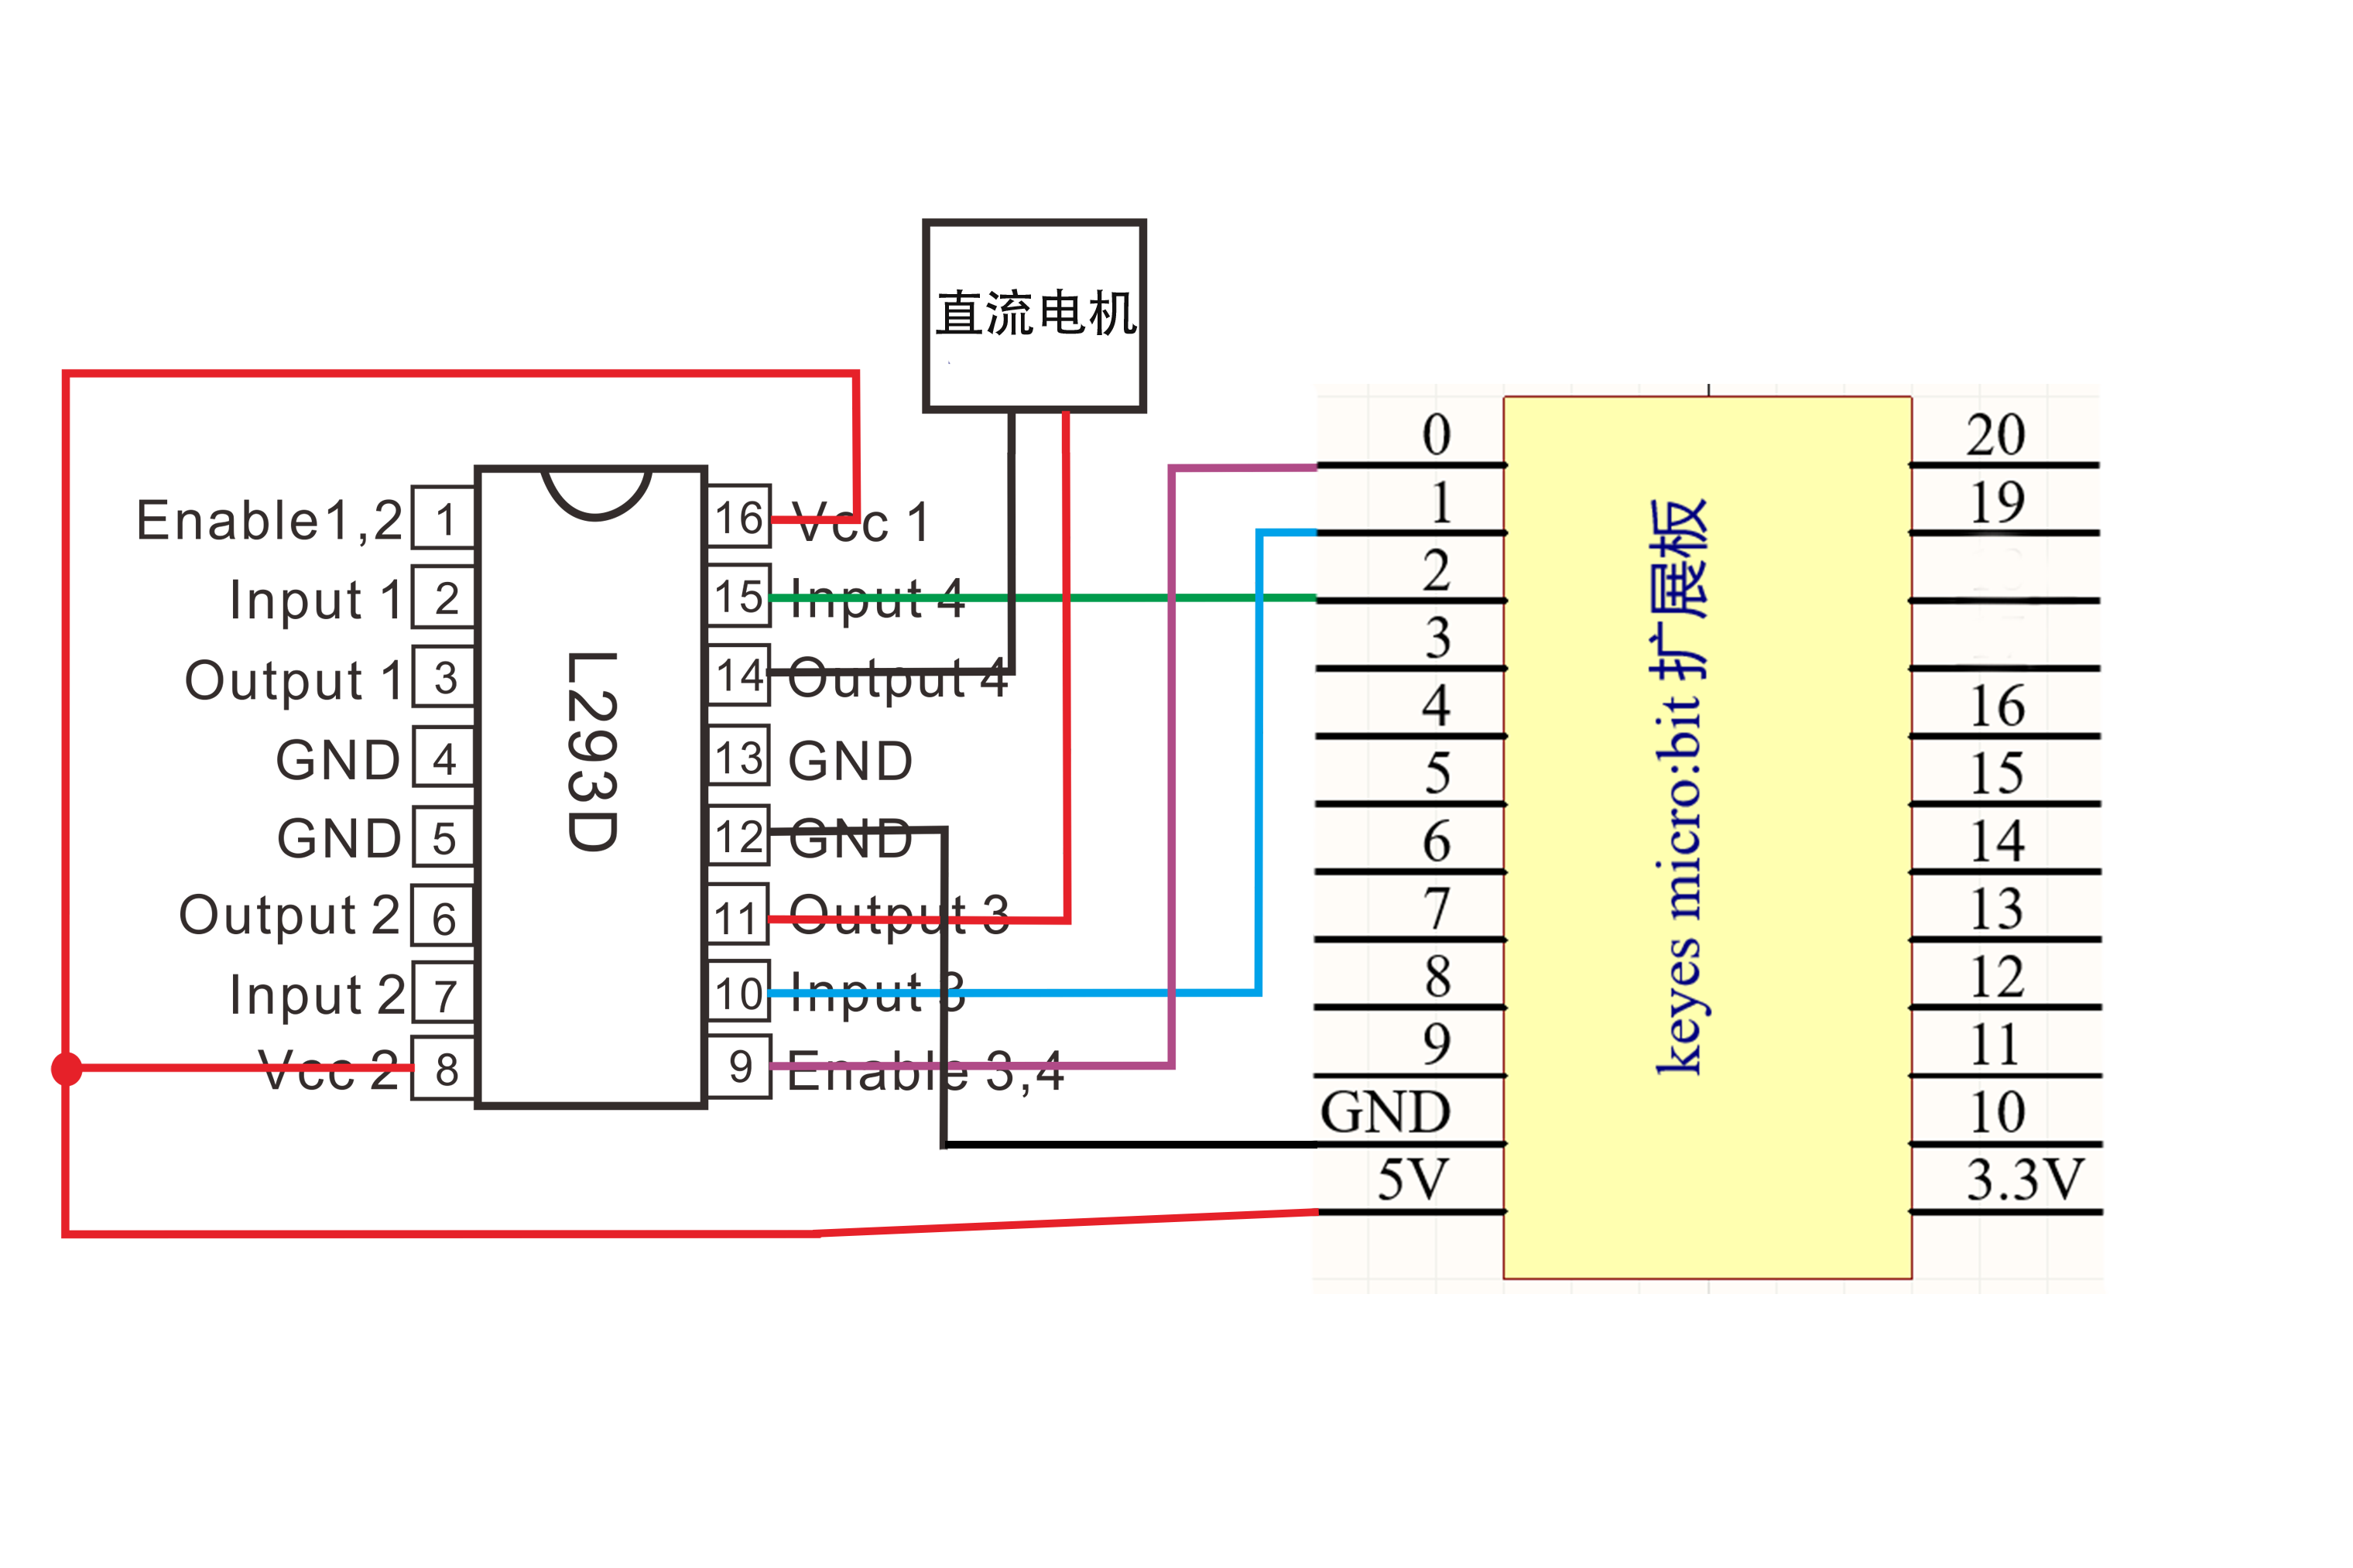 直流电机
Enable1,2
1
Input 1
2
Output 1
3
GND
4
GND
5
Output 2
6
Input 2
7
Vcc 2
8
L293D
16
Vcc 1
15
Input 4
14
Output 4
13
GND
12
GND
11
Output 3
10
Input 3
9
Enable 3,4
0
1
2
3
4
5
6
7
8
9
GND
5V
keyes micro:bit 扩展板
20
19
16
15
14
13
12
11
10
3.3V